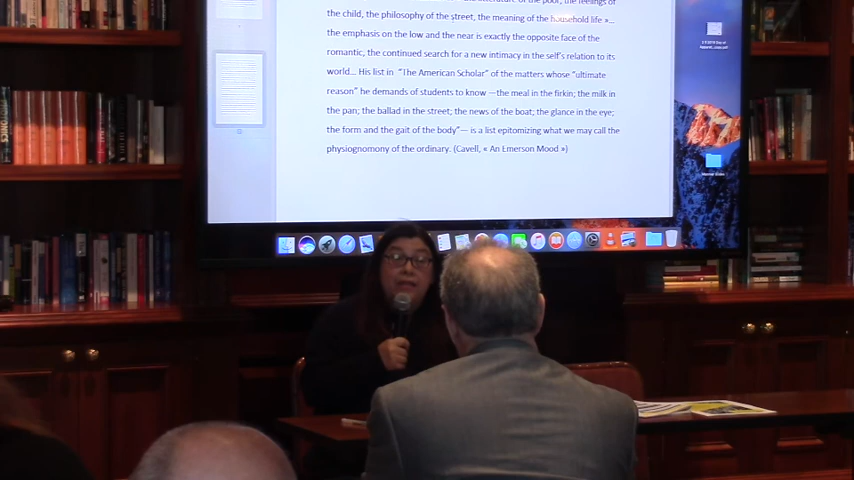 the child, the philosophy of the street, the meaning of the household life »...
the emphasis on the low and the near is exactly the opposite face of the
romantic, the continued search for a new intimacy in the self's relation to its
world... His list in "The American Scholar" of the matters whose "ultimate
reason" he demands of students to know —the meal in the firkin; the milk in
the pan; the ballad in the street; the news of the boat; the glance in the eye;
the form and the gait of the body"— is a list epitomizing what we may call the
physiognomony of the ordinary. (Cavell, « An Emerson Mood »)